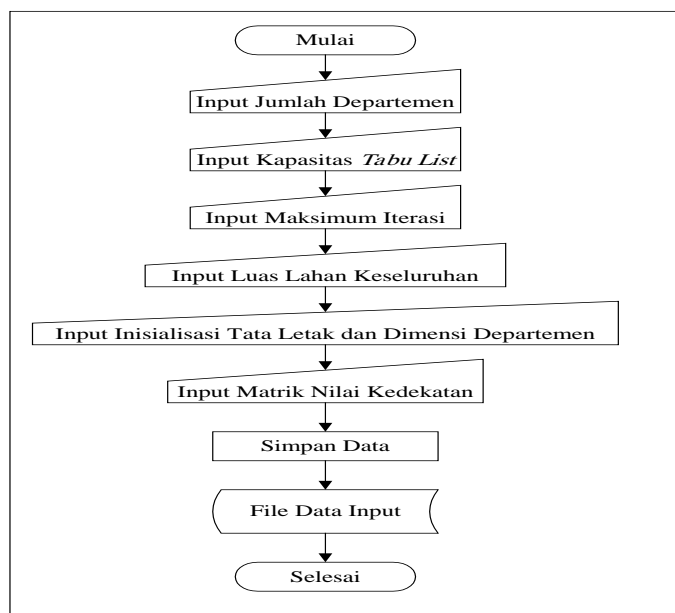 Mulai
Input Jumlah Departemen
Input Kapasitas Tabu List
Input Maksimum Iterasi
Input Luas Lahan Keseluruhan
Input Inisialisasi Tata Letak dan Dimensi Departemen
Input Matrik Nilai Kedekatan
Simpan Data
File Data Input
Selesai